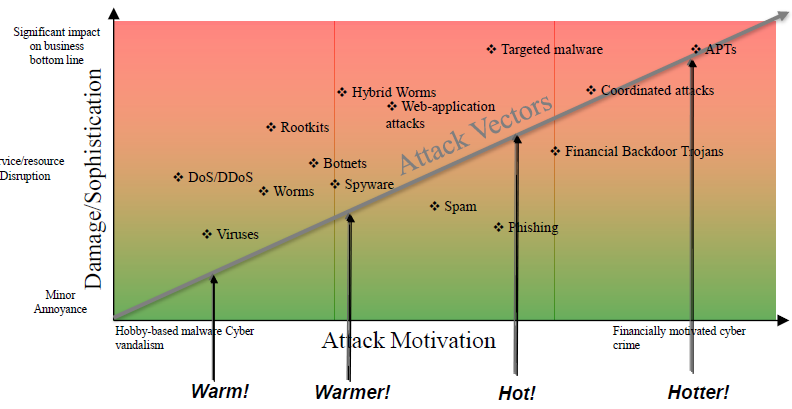 Significant impact
on business
bottom line
Targeted malware
APTs
Hybrid Worms
Coordinated attacks
Web-application
attacks
Rootkits
Attack Vectors
Financial Backdoor Trojans
rvice/resource
Disruption
Botnets
DoS/DDoS
Spyware
Worms
Damage/Sophistication
Spam
Phishing
Viruses
Minor
Annoyance
Hobby-based malware Cyber
vandalism
Attack Motivation
Financially motivated cyber
crime
Warm!
Warmer!
Hot!
Hotter!